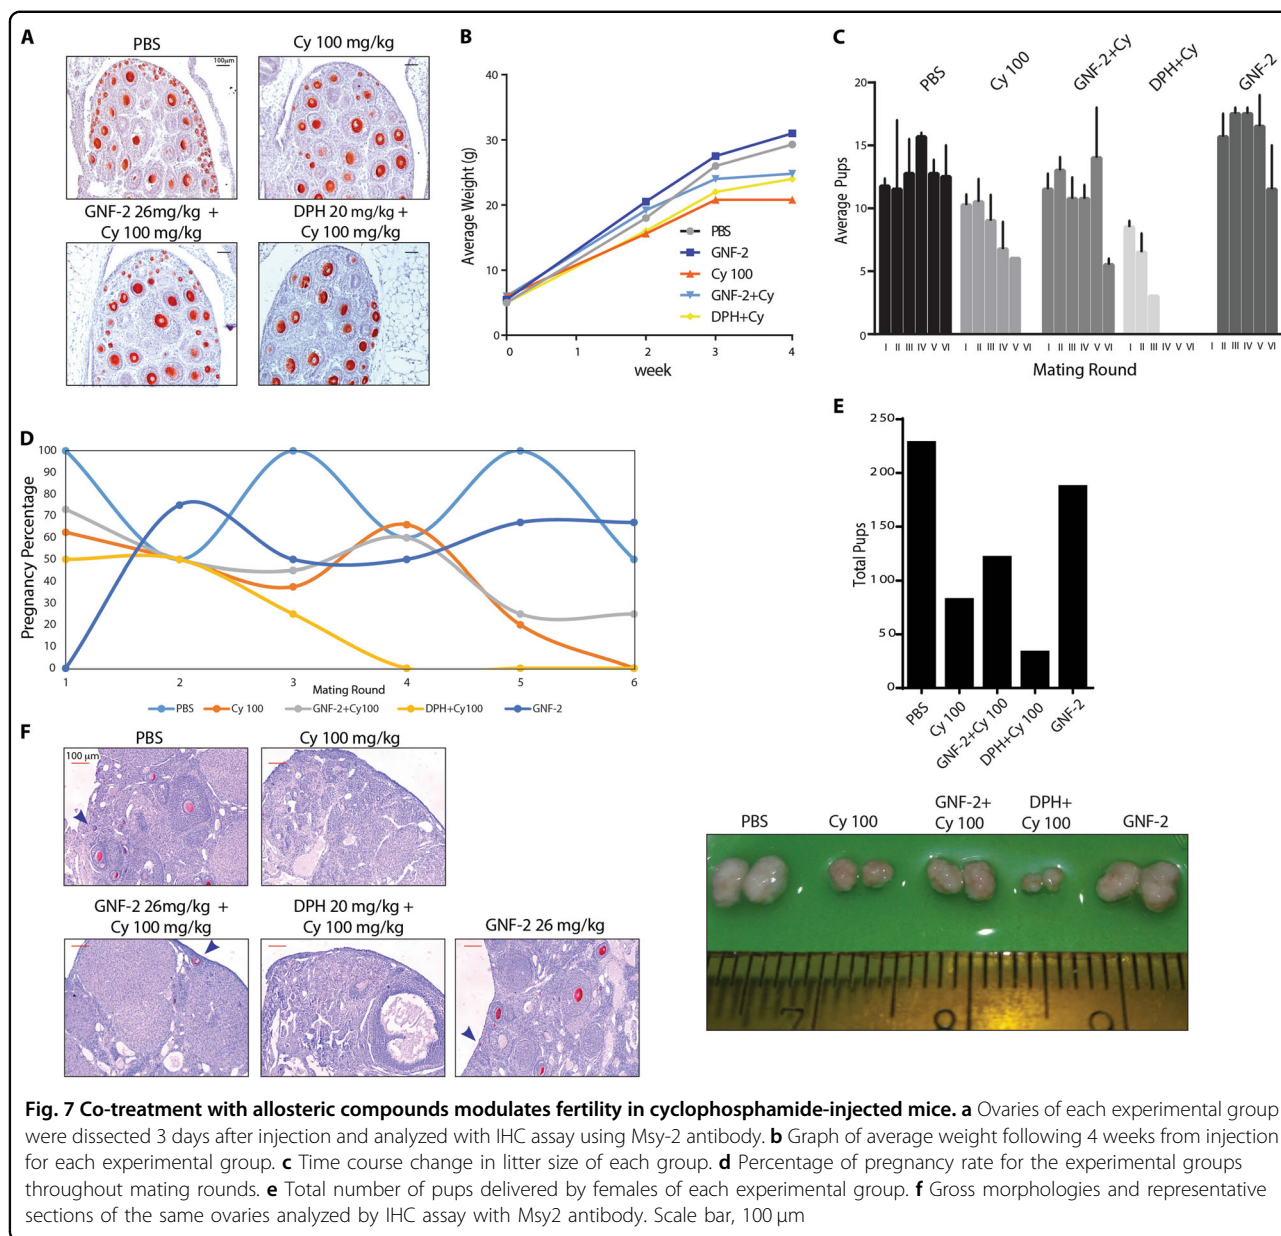 A
PBS
Cy 100 mg/kg
100μm
GNF-2 26mg/kg +
Cy 100 mg/kg
DPH 20 mg/kg +
Cy 100 mg/kg
B
Average Weight (g)
40
30
20
10
0
0
2
3
4
week
PBS
GNF-2
Cy 100
GNF-2+Cy
DPH+Cy
C
PBS
Cy 100
GNF-2+Cy
DPH+Cy
GNF-2
Average Pups
20
15
10
5
0
I II III IV V VI
I II III IV V VI
I II III IV V VI
I II III IV V VI
I II III IV V VI
Mating Round
D
Pregnancy Percentage
100
90
80
70
60
50
40
30
20
10
0
1 2 3 4 5 6
Mating Round
PBS Cy 100 GNF-2+Cy100 DPH+Cy100 GNF-2
E
Total Pups
250
200
150
100
50
0
PBS
Cy 100
GNF-2+Cy 100
DPH+Cy 100
GNF-2
F
PBS
Cy 100 mg/kg
100 μm
GNF-2 26mg/kg +
Cy 100 mg/kg
DPH 20 mg/kg +
Cy 100 mg/kg
GNF-2 26 mg/kg
PBS
Cy 100
GNF-2+
Cy 100
DPH+
Cy 100
GNF-2
7 8 9
Fig. 7 Co-treatment with allosteric compounds modulates fertility in cyclophosphamide-injected mice. a Ovaries of each experimental group
were dissected 3 days after injection and analyzed with IHC assay using Msy-2 antibody. b Graph of average weight following 4 weeks from injection
for each experimental group. c Time course change in litter size of each group. d Percentage of pregnancy rate for the experimental groups
throughout mating rounds. e Total number of pups delivered by females of each experimental group. f Gross morphologies and representative
sections of the same ovaries analyzed by IHC assay with Msy2 antibody. Scale bar, 100 μm